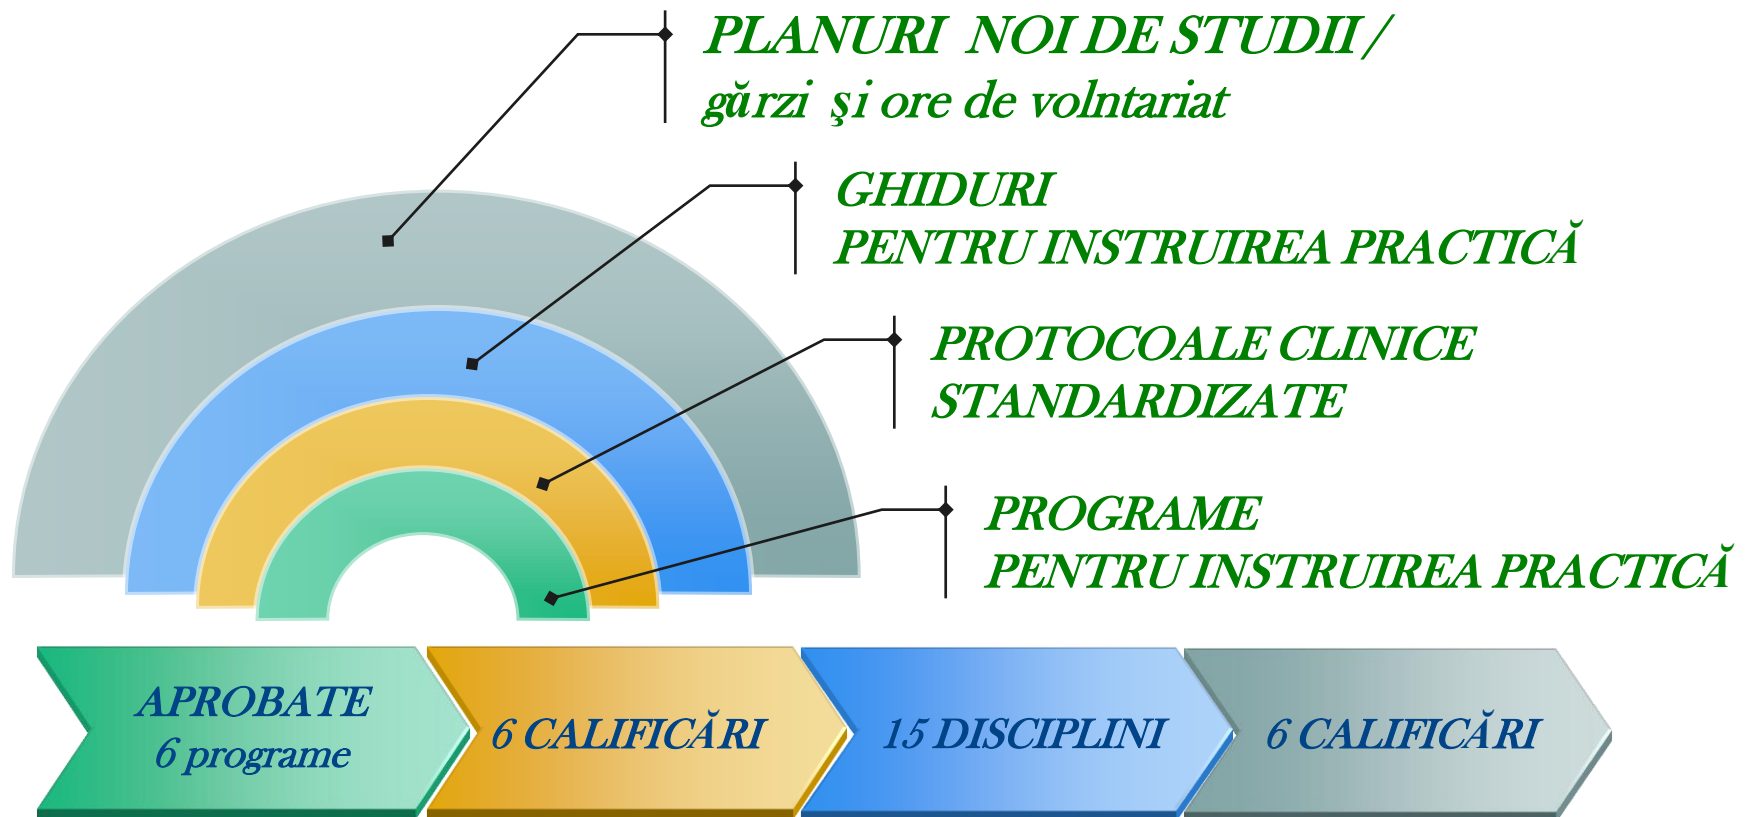 PLANURI NOI DE STUDII /
gărzi şi ore de volntariat
GHIDURI
PENTRU INSTRUIREA PRACTICĂ
PROTOCOALE CLINICE
STANDARDIZATE
PROGRAME
PENTRU INSTRUIREA PRACTICĂ
APROBATE
6 programe
6 CALIFICĂRI
15 DISCIPLINI
6 CALIFICĂRI